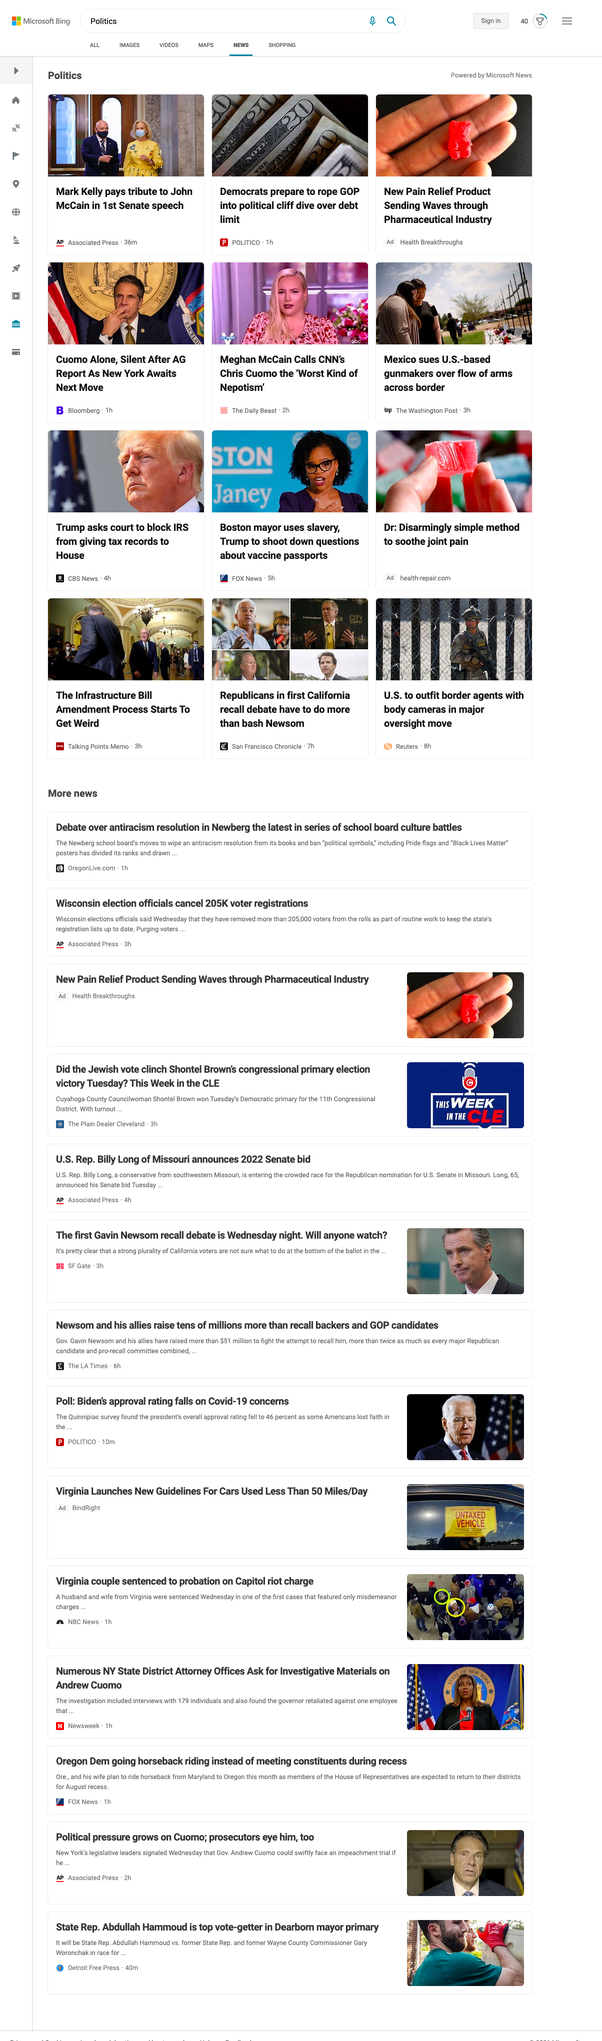 Microsoft Bing
Politics
Sign in
40
ALL
IMAGES
VIDEOS
MAPS
NEWS
SHOPPING
Politics
Powered by Microsoft News
Mark Kelly pays tribute to John
McCain in 1st Senate speech
AP Associated Press · 36m
Democrats prepare to rope GOP
into political cliff dive over debt
limit
POLITICO · 1h
New Pain Relief Product
Sending Waves through
Pharmaceutical Industry
Ad Health Breakthroughs
Cuomo Alone, Silent After AG
Report As New York Awaits
Next Move
Bloomberg · 1h
Meghan McCain Calls CNN's
Chris Cuomo the ‘Worst Kind of
Nepotism’
The Daily Beast · 2h
Mexico sues U.S.-based
gunmakers over flow of arms
across border
wp The Washington Post · 3h
STON
Janey
Trump asks court to block IRS
from giving tax records to
House
CBS News · 4h
Boston mayor uses slavery,
Trump to shoot down questions
about vaccine passports
FOX News · 5h
Dr: Disarmingly simple method
to soothe joint pain
Ad health-repair.com
The Infrastructure Bill
Amendment Process Starts To
Get Weird
Talking Points Memo · 3h
Republicans in first California
recall debate have to do more
than bash Newsom
San Francisco Chronicle · 7h
U.S. to outfit border agents with
body cameras in major
oversight move
Reuters · 8h
More news
Debate over antiracism resolution in Newberg the latest in series of school board culture battles
The Newberg school board's moves to wipe an antiracism resolution from its books and ban “political symbols,” including Pride flags and “Black Lives Matter”
posters has divided its ranks and drawn ...
OregonLive.com · 1h
Wisconsin election officials cancel 205K voter registrations
Wisconsin elections officials said Wednesday that they have removed more than 205,000 voters from the rolls as part of routine work to keep the state's
registration lists up to date. Purging voters ...
AP Associated Press · 3h
New Pain Relief Product Sending Waves through Pharmaceutical Industry
Ad Health Breakthroughs
Did the Jewish vote clinch Shontel Brown's congressional primary election
victory Tuesday? This Week in the CLE
Cuyahoga County Councilwoman Shontel Brown won Tuesday's Democratic primary for the 11th Congressional
District. With turnout ...
The Plain Dealer Cleveland · 3h
THIS WEEK
IN THE CLE
U.S. Rep. Billy Long of Missouri announces 2022 Senate bid
U.S. Rep. Billy Long, a conservative from southwestern Missouri, is entering the crowded race for the Republican nomination for U.S. Senate in Missouri. Long, 65,
announced his Senate bid Tuesday ...
AP Associated Press · 4h
The first Gavin Newsom recall debate is Wednesday night. Will anyone watch?
It's pretty clear that a strong plurality of California voters are not sure what to do at the bottom of the ballot in the ...
SF Gate · 3h
Newsom and his allies raise tens of millions more than recall backers and GOP candidates
Gov. Gavin Newsom and his allies have raised more than $51 million to fight the attempt to recall him, more than twice as much as every major Republican
candidate and pro-recall committee combined, ...
The LA Times · 6h
Poll: Biden's approval rating falls on Covid-19 concerns
The Quinnipiac survey found the president's overall approval rating fell to 46 percent as some Americans lost faith in
the ...
POLITICO · 10m
Virginia Launches New Guidelines For Cars Used Less Than 50 Miles/Day
Ad BindRight
UNTAXED
VEHICLE
Virginia couple sentenced to probation on Capitol riot charge
A husband and wife from Virginia were sentenced Wednesday in one of the first cases that featured only misdemeanor
charges ...
NBC News · 1h
Numerous NY State District Attorney Offices Ask for Investigative Materials on
Andrew Cuomo
The Investigation included interviews with 179 individuals and also found the governor retaliated against one employee
that ...
N Newsweek · 1h
Oregon Dem going horseback riding instead of meeting constituents during recess
Ore., and his wife plan to ride horseback from Maryland to Oregon this month as members of the House of Representatives are expected to return to their districts
for August recess.
FOX News · 1h
Political pressure grows on Cuomo; prosecutors eye him, too
New York's legislative leaders signaled Wednesday that Gov. Andrew Cuomo could swiftly face an impeachment trial if
he ...
AP Associated Press · 2h
State Rep. Abdullah Hammoud is top vote-getter in Dearborn mayor primary
It will be State Rep. Abdullah Hammoud vs. former State Rep. and former Wayne County Commissioner Gary
Woronchak in race for ...
Detroit Free Press · 40m